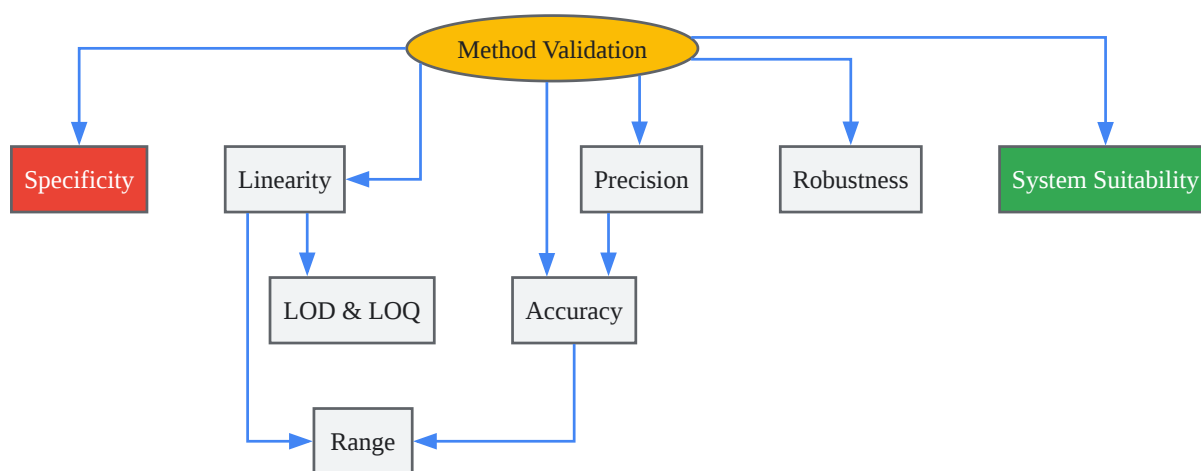 Method Validation
Specificity
Linearity
Precision
Robustness
System Suitability
LOD & LOQ
Accuracy
Range